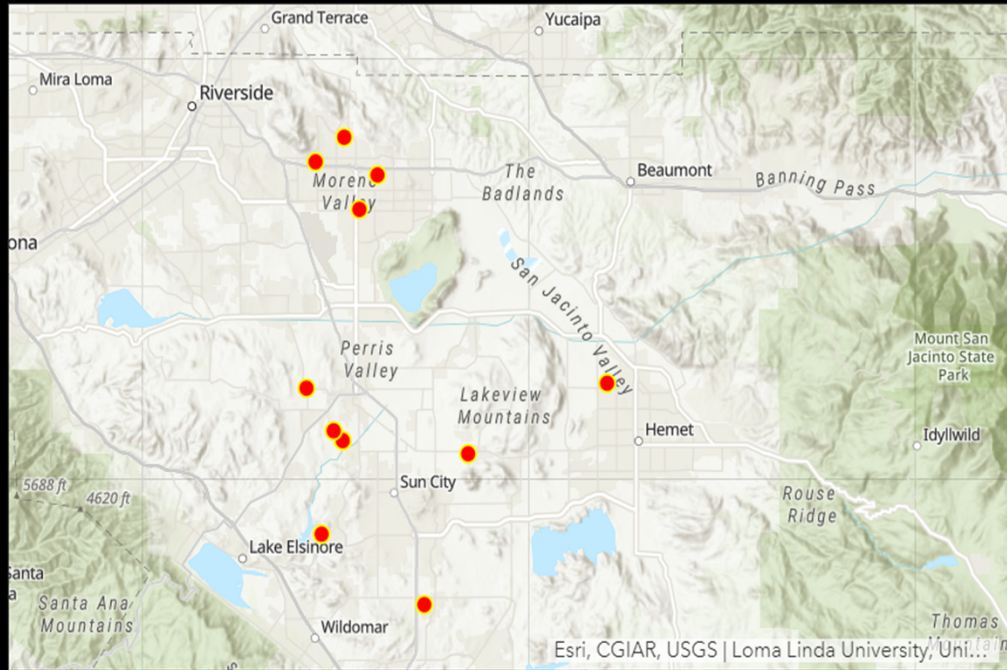 Grand Terrace
Yucaipa
Mira Loma
Riverside
The
Badlands
Beaumont
Banning Pass
Moreno
Valley
ona
San Jacinto Valley
Perris
Valley
Mount San
Jacinto State
Park
Lakeview
Mountains
Hemet
Idyllwild
Sun City
5688 ft
4620 ft
Rouse
Ridge
Lake Elsinore
Santa
a
Santa Ana
Mountains
Wildomar
Thomas
Mountain
Esri, CGIAR, USGS | Loma Linda University, Uni...